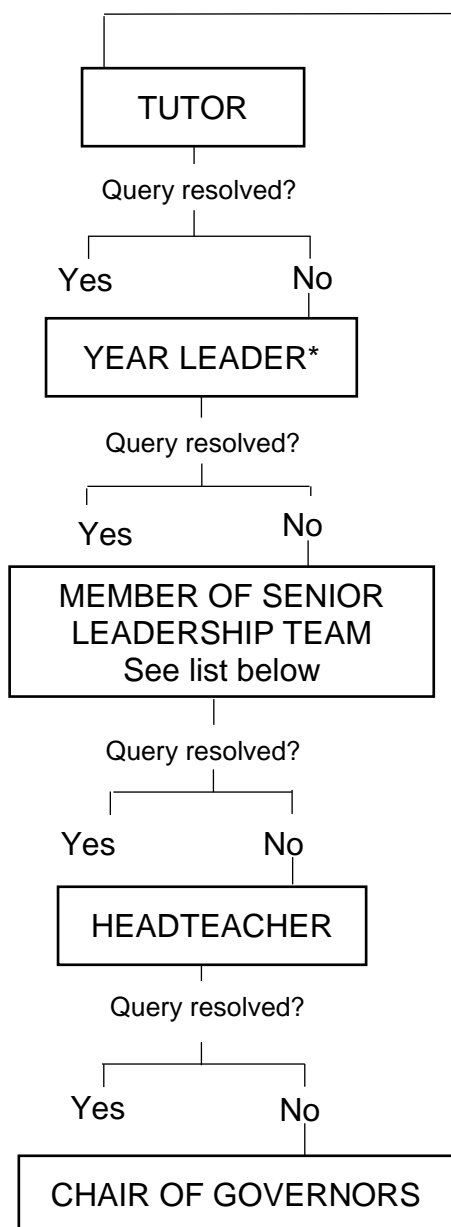 TUTOR
Query resolved?
Yes No
YEAR LEADER*
Query resolved?
Yes No
MEMBER OF SENIOR
LEADERSHIP TEAM
See list below
Query resolved?
Yes No
HEADTEACHER
Query resolved?
Yes No
CHAIR OF GOVERNORS